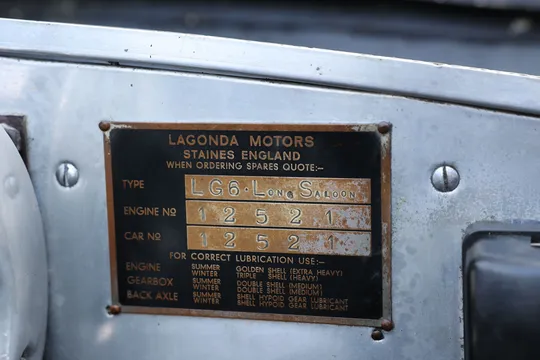 LAGONDA MOTORS
STAINES ENGLAND
WHEN ORDERING SPARES QUOTE:-
TYPE LG6·LONG SALOON
ENGINE No 12521
CAR No 12521
FOR CORRECT LUBRICATION USE:-
ENGINE SUMMER GOLDEN SHELL (EXTRA HEAVY)
WINTER TRIPLE SHELL (HEAVY)
GEARBOX SUMMER DOUBLE SHELL (MEDIUM)
WINTER DOUBLE SHELL (MEDIUM)
BACK AXLE SUMMER SHELL HYPOID GEAR LUBRICANT
WINTER SHELL HYPOID GEAR LUBRICANT